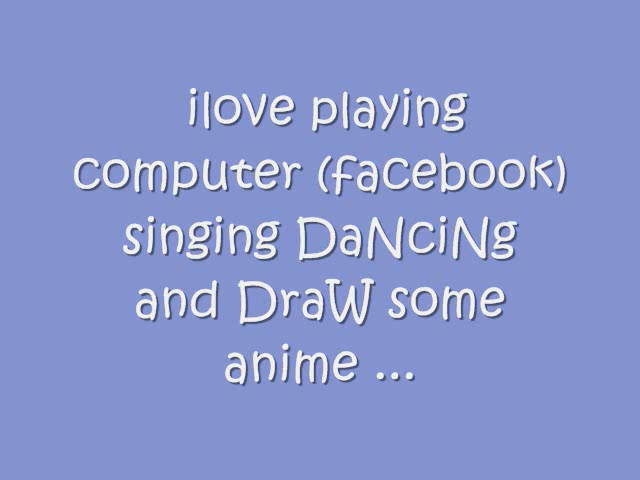 ilove playing
computer (facebook)
singing DaNciNg
and DraW some
anime ...